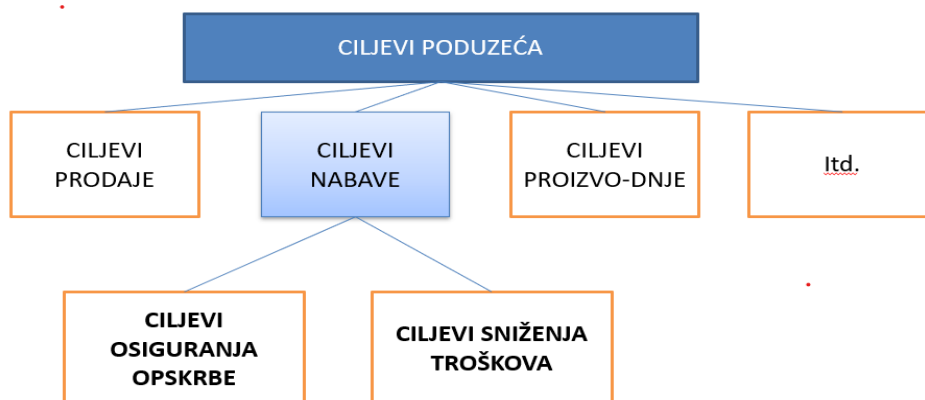 CILJEVI PODUZEĆA
CILJEVI
PRODAJE
CILJEVI
NABAVE
CILJEVI
PROIZVO-DNJE
Itd.
CILJEVI
OSIGURANJA
OPSKRBE
CILJEVI SNIŽENJA
TROŠKOVA